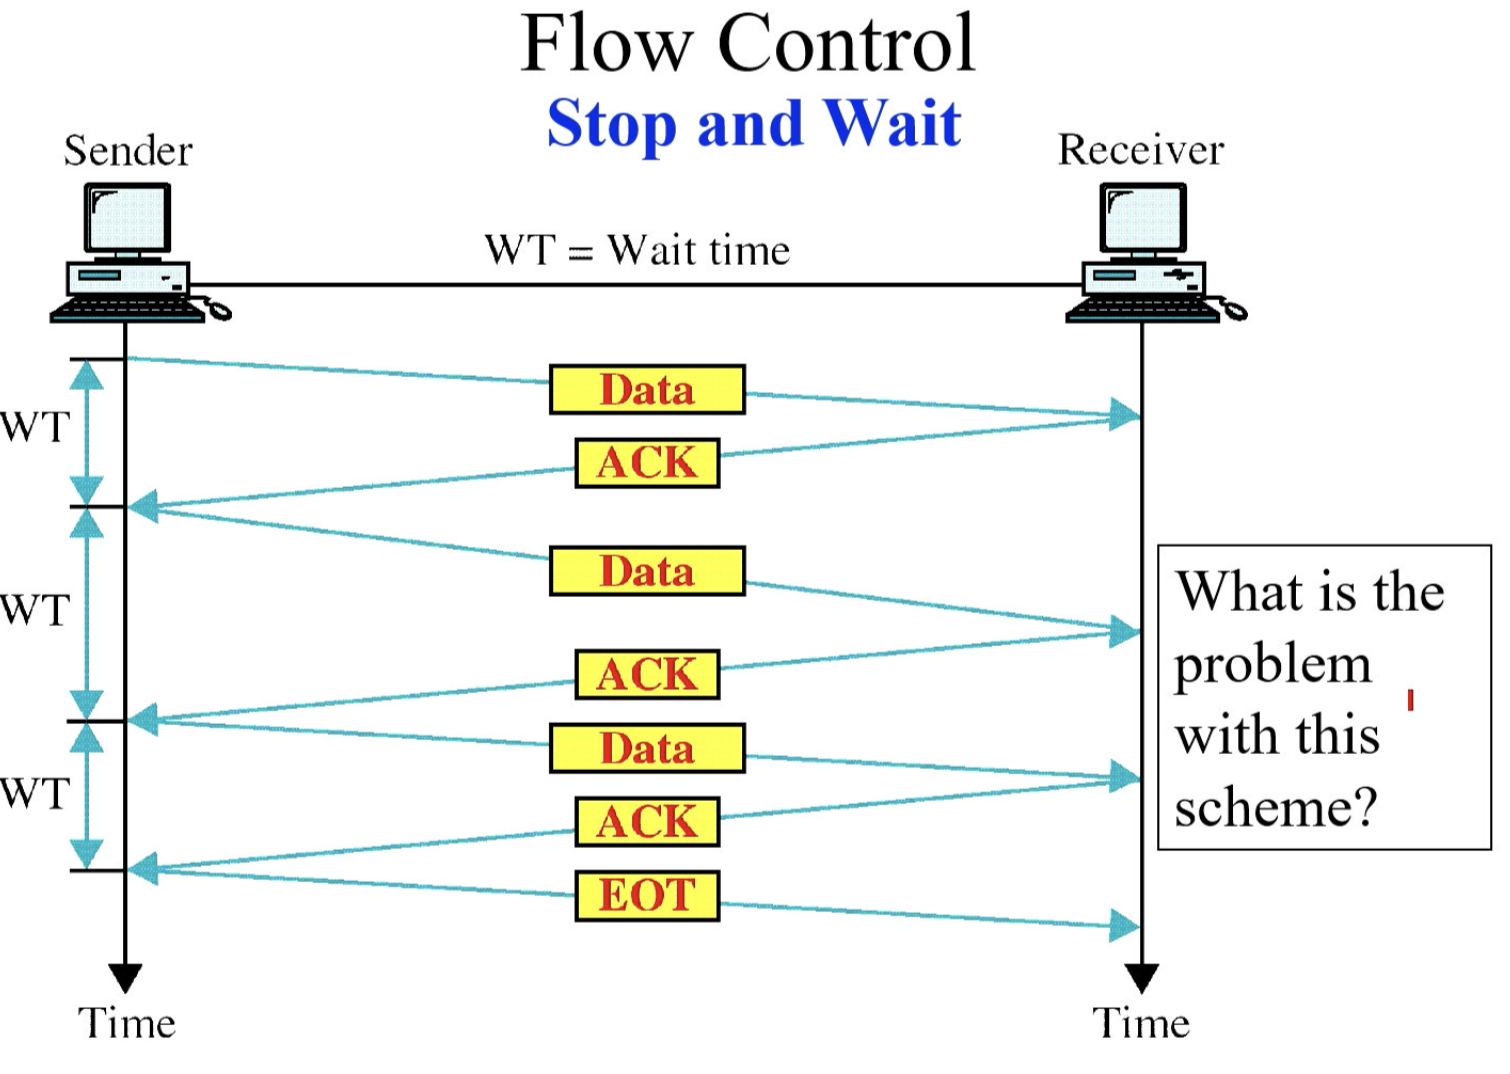 Flow Control
Stop and Wait
Sender
Receiver
WT = Wait time
Data
WT
ACK
Data
WT
ACK
Data
WT
ACK
EOT
What is the
problem
with this
scheme?
Time
Time